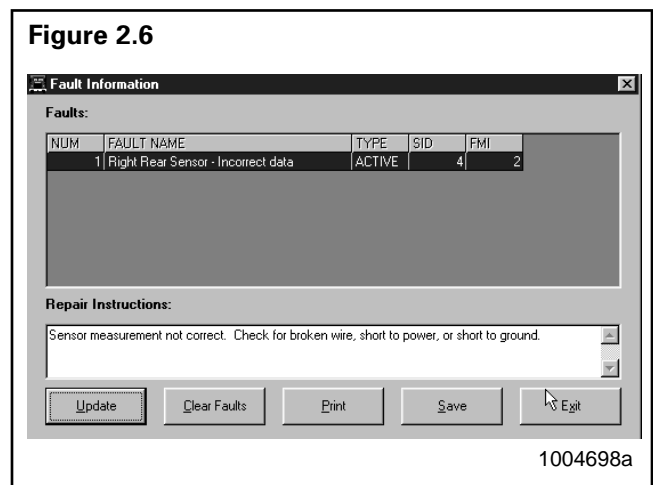 Figure 2.6
Fault Information
Faults:
NUM FAULT NAME TYPE SID FMI
1 Right Rear Sensor - Incorrect data ACTIVE 4 2
Repair Instructions:
Sensor measurement not correct. Check for broken wire, short to power, or short to ground.
Update Clear Faults Print Save Exit
1004698a